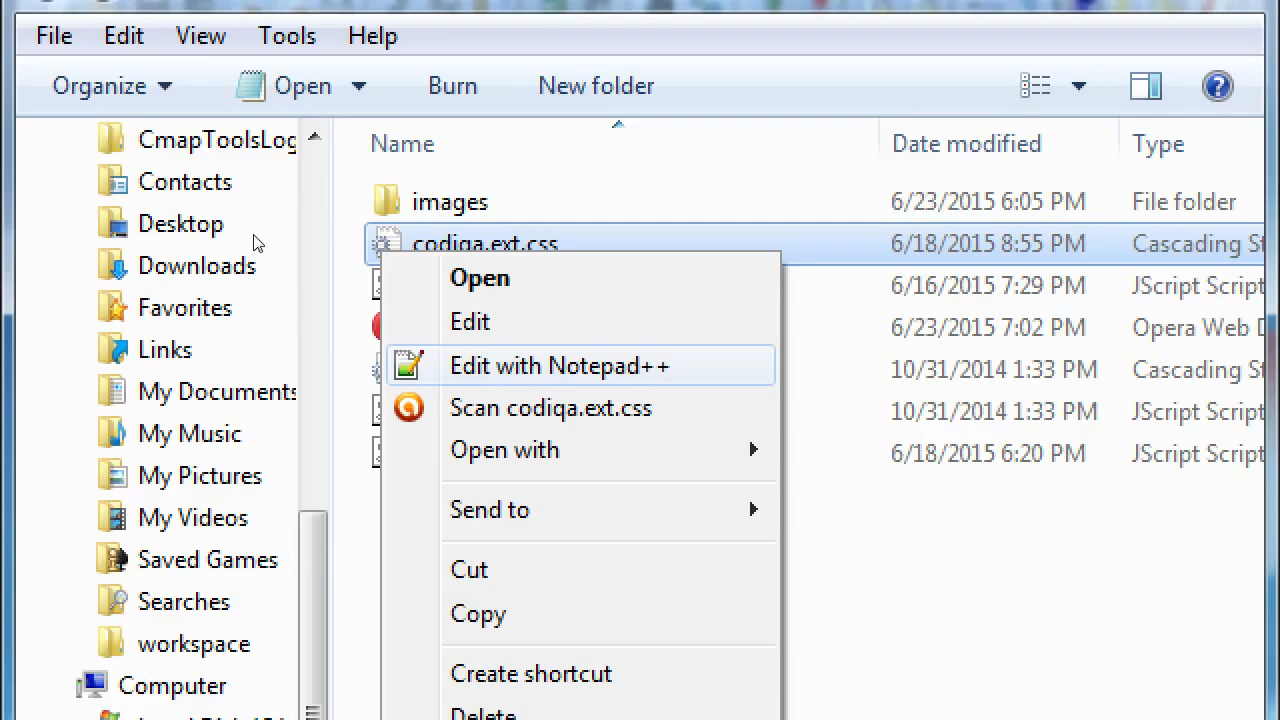 File Edit View Tools Help
Organize Open Burn New folder
CmapToolsLog
Contacts
Desktop
Downloads
Favorites
Links
My Documents
My Music
My Pictures
My Videos
Saved Games
Searches
workspace
Computer
Name Date modified Type
images 6/23/2015 6:05 PM File folder
codiqa.ext.css 6/18/2015 8:55 PM Cascading St
6/16/2015 7:29 PM JScript Script
6/23/2015 7:02 PM Opera Web D
10/31/2014 1:33 PM Cascading St
10/31/2014 1:33 PM JScript Script
6/18/2015 6:20 PM JScript Script
Open
Edit
Edit with Notepad++
Scan codiqa.ext.css
Open with
Send to
Cut
Copy
Create shortcut
Delete